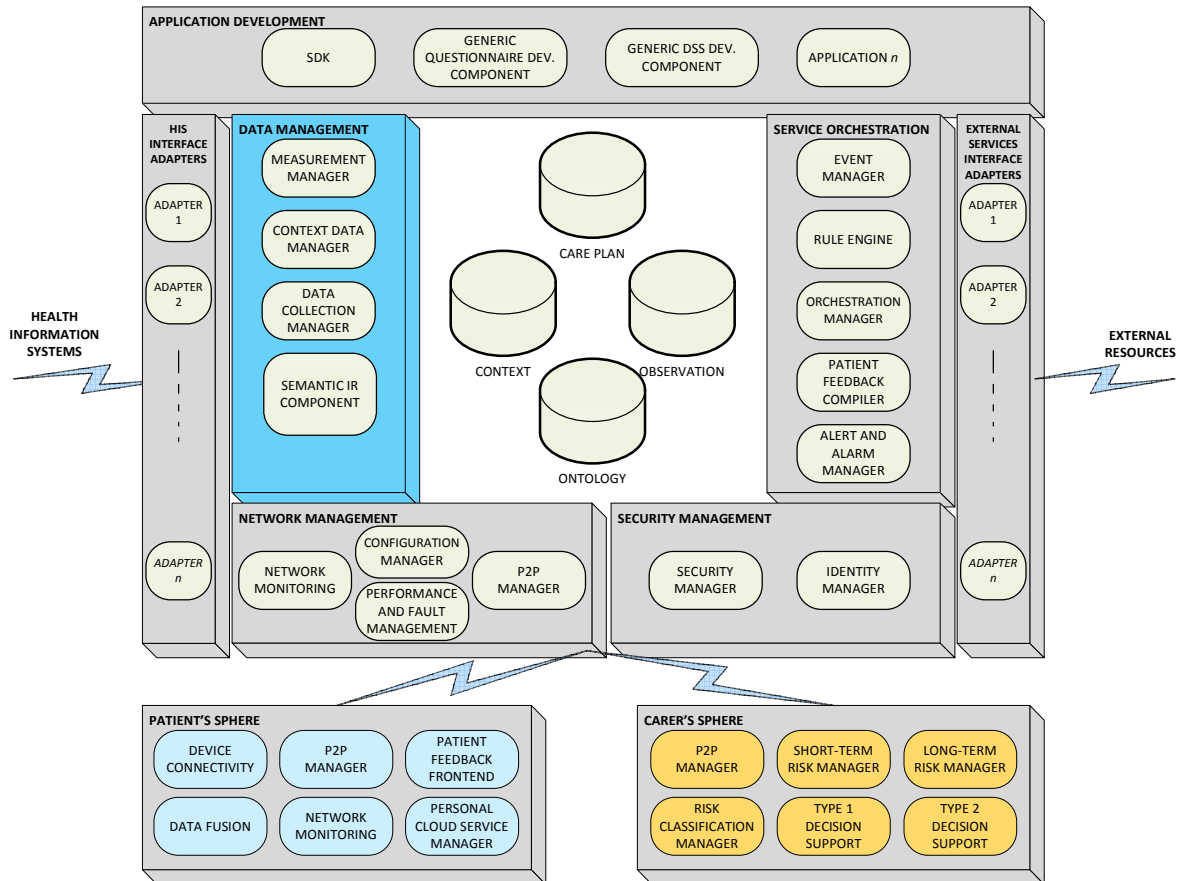 APPLICATION DEVELOPMENT
SDK
GENERIC
QUESTIONNAIRE DEV.
COMPONENT
GENERIC DSS DEV.
COMPONENT
APPLICATION n
HIS
INTERFACE
ADAPTERS
ADAPTER
1
ADAPTER
2
ADAPTER
n
DATA MANAGEMENT
MEASUREMENT
MANAGER
CONTEXT DATA
MANAGER
DATA
COLLECTION
MANAGER
SEMANTIC IR
COMPONENT
CARE PLAN
CONTEXT
OBSERVATION
ONTOLOGY
SERVICE ORCHESTRATION
EVENT
MANAGER
RULE ENGINE
ORCHESTRATION
MANAGER
PATIENT
FEEDBACK
COMPILER
ALERT AND
ALARM
MANAGER
EXTERNAL
SERVICES
INTERFACE
ADAPTERS
ADAPTER
1
ADAPTER
2
ADAPTER
n
HEALTH
INFORMATION
SYSTEMS
EXTERNAL
RESOURCES
NETWORK MANAGEMENT
NETWORK
MONITORING
CONFIGURATION
MANAGER
PERFORMANCE
AND FAULT
MANAGEMENT
P2P
MANAGER
SECURITY MANAGEMENT
SECURITY
MANAGER
IDENTITY
MANAGER
PATIENT'S SPHERE
DEVICE
CONNECTIVITY
P2P
MANAGER
PATIENT
FEEDBACK
FRONTEND
DATA FUSION
NETWORK
MONITORING
PERSONAL
CLOUD SERVICE
MANAGER
CARER'S SPHERE
P2P
MANAGER
SHORT-TERM
RISK MANAGER
LONG-TERM
RISK MANAGER
RISK
CLASSIFICATION
MANAGER
TYPE 1
DECISION
SUPPORT
TYPE 2
DECISION
SUPPORT